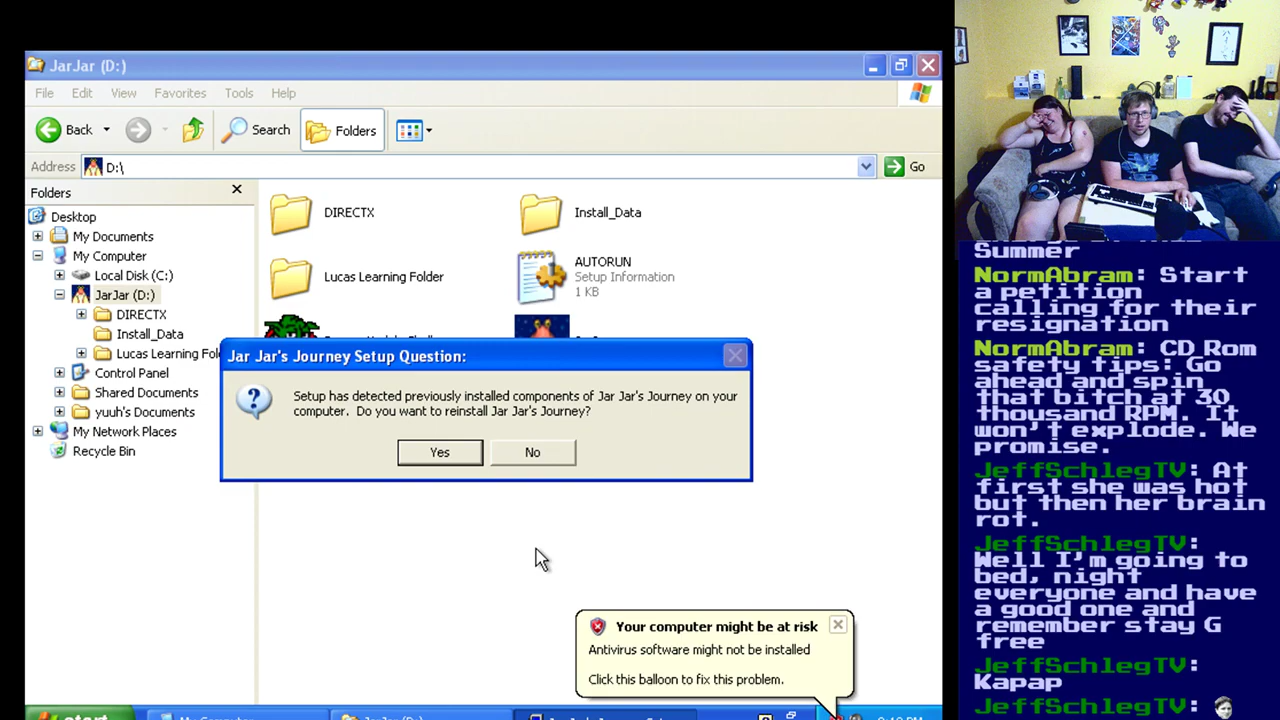 JarJar (D:)
File Edit View Favorites Tools Help
Back Search Folders
Address D:\ Go
Folders
Desktop
My Documents
My Computer
Local Disk (C:)
JarJar (D:)
DIRECTX
Install_Data
Lucas Learning Fol
Control Panel
Shared Documents
yuuh's Documents
My Network Places
Recycle Bin
DIRECTX
Install_Data
Lucas Learning Folder
AUTORUN
Setup Information
1 KB
Jar Jar's Journey Setup Question:
Setup has detected previously installed components of Jar Jar's Journey on your
computer. Do you want to reinstall Jar Jar's Journey?
Yes No
Your computer might be at risk
Antivirus software might not be installed
Click this balloon to fix this problem.
start
Summer
NormAbram: Start
a petition
calling for their
resignation
NormAbram: CD Rom
safety tips: Go
ahead and spin
that bitch at 30
thousand RPM. It
won't explode. We
promise.
JeffSchlegTV: At
first she was hot
but then her brain
rot.
JeffSchlegTV:
Well I'm going to
bed, night
everyone and have
a good one and
remember stay G
free
JeffSchlegTV:
Kapap
JeffSchlegTV: